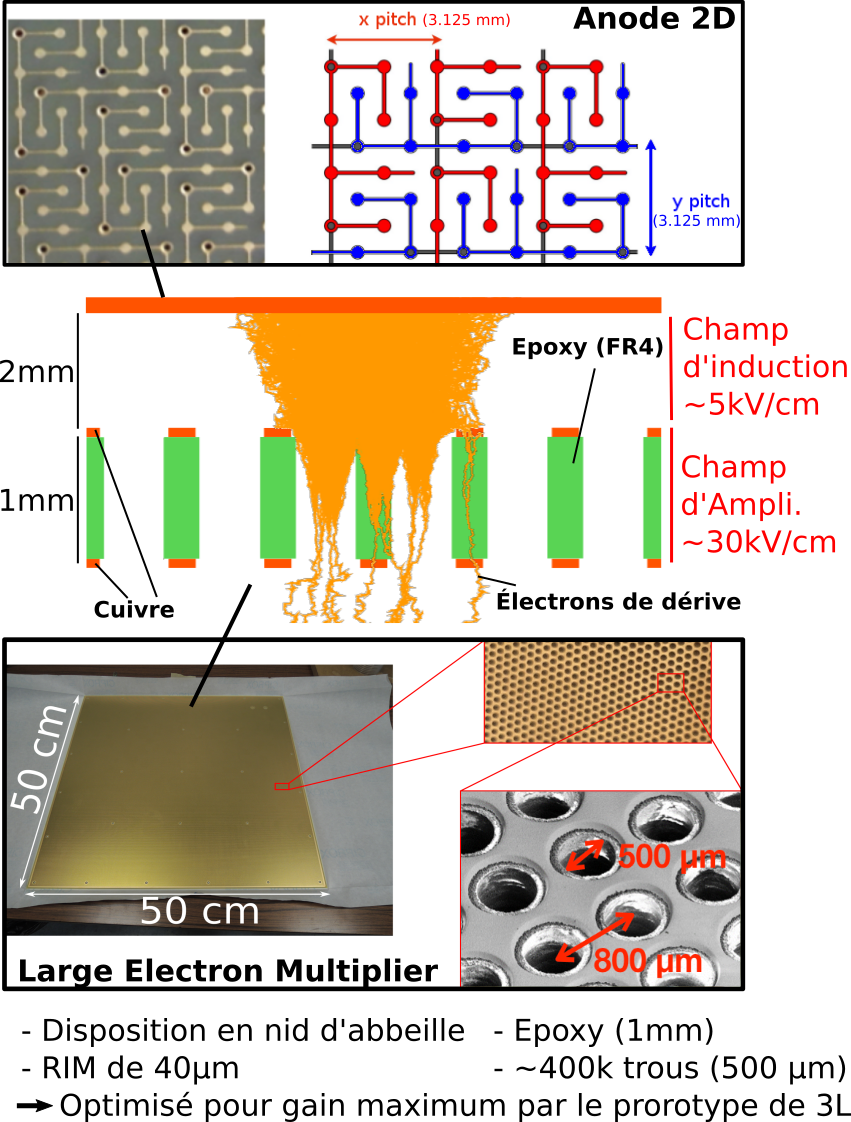 Anode 2D
x pitch (3.125 mm)
y pitch
(3.125 mm)
2mm
Epoxy (FR4)
Champ
d'induction
~5kV/cm
1mm
Champ
d'Ampli.
~30kV/cm
Cuivre
Électrons de dérive
50 cm
50 cm
500 µm
800 µm
Large Electron Multiplier
- Disposition en nid d'abeille - Epoxy (1mm)
- RIM de 40µm - ~400k trous (500 µm)
→ Optimisé pour gain maximum par le prorotype de 3L